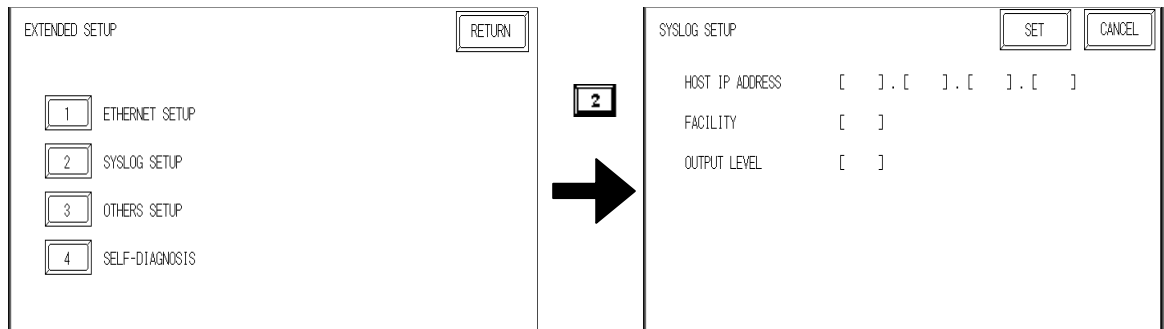 EXTENDED SETUP
RETURN
1 ETHERNET SETUP
2 SYSLOG SETUP
3 OTHERS SETUP
4 SELF-DIAGNOSIS
2
SYSLOG SETUP
SET
CANCEL
HOST IP ADDRESS [ ] . [ ] . [ ] . [ ]
FACILITY [ ]
OUTPUT LEVEL [ ]